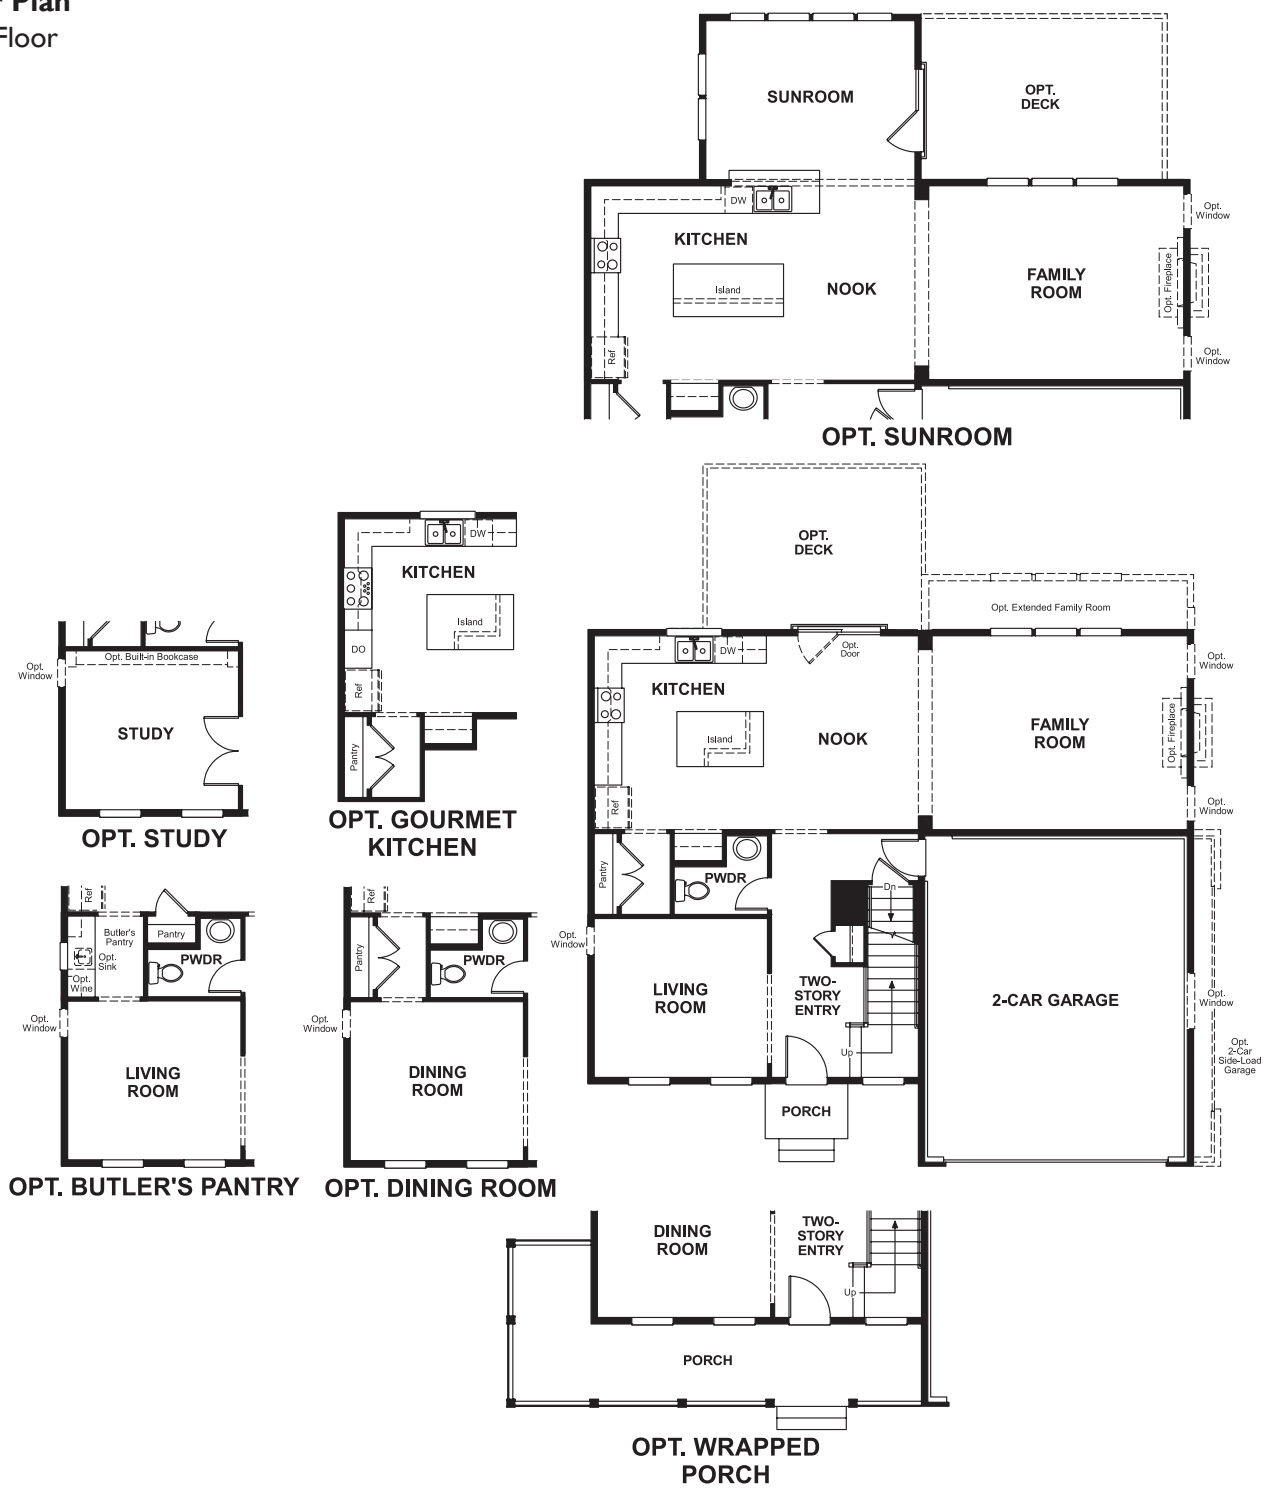 Plan
Floor
SUNROOM
OPT.
DECK
DW
KITCHEN
Island
NOOK
FAMILY
ROOM
Opt.
Window
Opt. Fireplace
Opt.
Window
Ref
OPT. SUNROOM
OPT.
DECK
Opt. Extended Family Room
DW
Opt.
Door
KITCHEN
Island
NOOK
FAMILY
ROOM
Opt.
Window
Opt. Fireplace
Opt.
Window
Ref
Pantry
PWDR
Dn
Opt.
Window
LIVING
ROOM
TWO-
STORY
ENTRY
Up
2-CAR GARAGE
Opt.
Window
Opt.
2-Car
Side-Load
Garage
PORCH
DW
KITCHEN
Island
DO
Ref
Pantry
OPT. GOURMET
KITCHEN
Opt. Built-in Bookcase
Opt.
Window
STUDY
OPT. STUDY
Ref
Butler's
Pantry
Opt.
Sink
Opt.
Wine
Pantry
PWDR
Opt.
Window
LIVING
ROOM
OPT. BUTLER'S PANTRY
Ref
Pantry
PWDR
Opt.
Window
DINING
ROOM
OPT. DINING ROOM
DINING
ROOM
TWO-
STORY
ENTRY
Up
PORCH
OPT. WRAPPED
PORCH